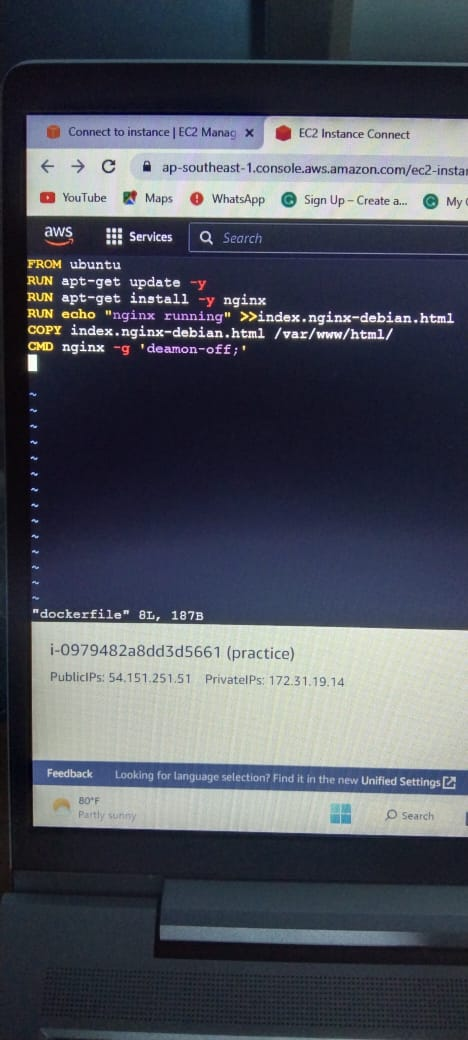 Connect to instance | EC2 Manag × EC2 Instance Connect
ap-southeast-1.console.aws.amazon.com/ec2-insta
YouTube Maps WhatsApp Sign Up – Create a... My
aws Services Search
FROM ubuntu
RUN apt-get update -y
RUN apt-get install -y nginx
RUN echo "nginx running" >>index.nginx-debian.html
COPY index.nginx-debian.html /var/www/html/
CMD nginx -g 'deamon-off;'
~
~
~
~
~
~
~
~
~
~
~
~
~
~
"dockerfile" 8L, 187B
i-0979482a8dd3d5661 (practice)
PublicIPs: 54.151.251.51 PrivateIPs: 172.31.19.14
Feedback Looking for language selection? Find it in the new Unified Settings
80°F
Partly sunny
Search